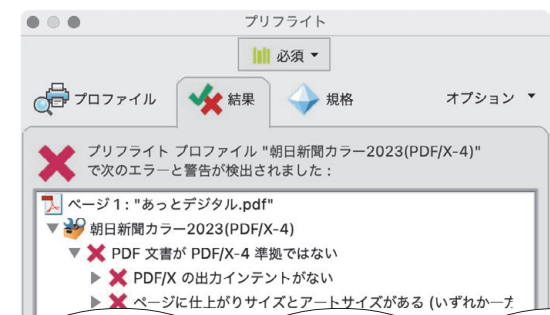 プリフライト
必須
プロファイル
結果
規格
オプション
プリフライト プロファイル "朝日新聞カラー2023(PDF/X-4)"
で次のエラーと警告が検出されました：
ページ 1："あっとデジタル.pdf"
朝日新聞カラー2023(PDF/X-4)
PDF 文書が PDF/X-4 準拠ではない
PDF/X の出力インテントがない
ページに仕上がりサイズとアートサイズがある (いずれか一方